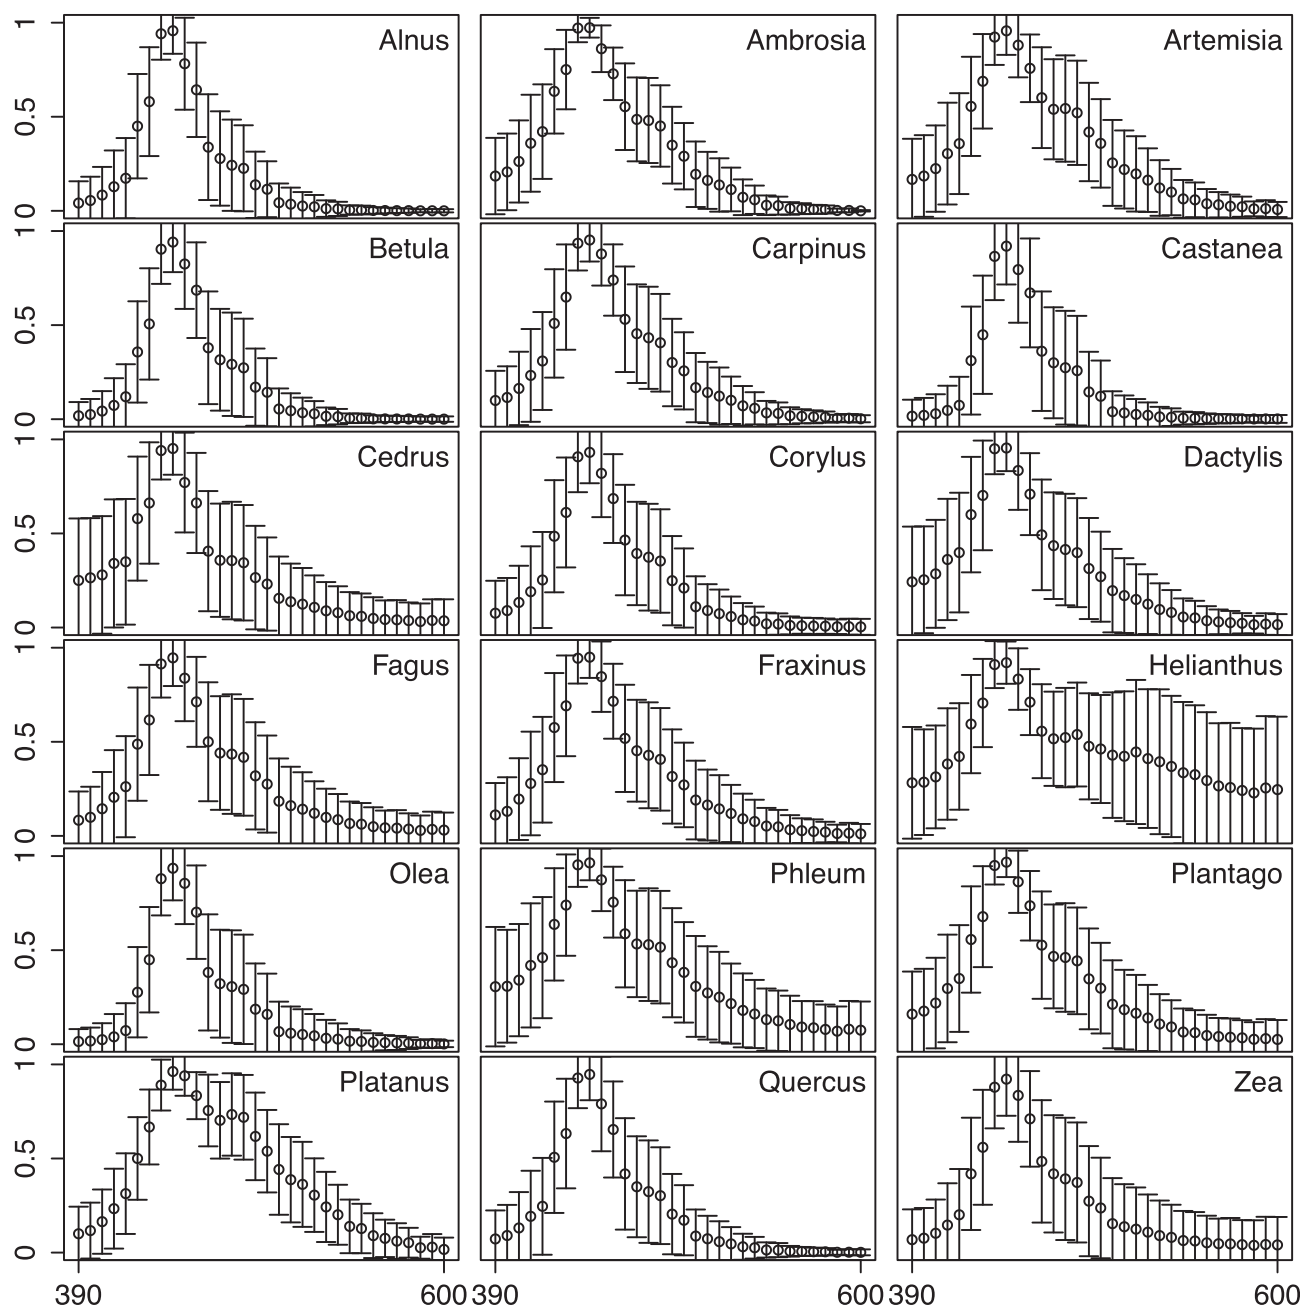 1 Alnus Ambrosia Artemisia
0.5
0
1 Betula Carpinus Castanea
0.5
0
1 Cedrus Corylus Dactylis
0.5
0
1 Fagus Fraxinus Helianthus
0.5
0
1 Olea Phleum Plantago
0.5
0
1 Platanus Quercus Zea
0.5
0
390 600 390 600 390 600